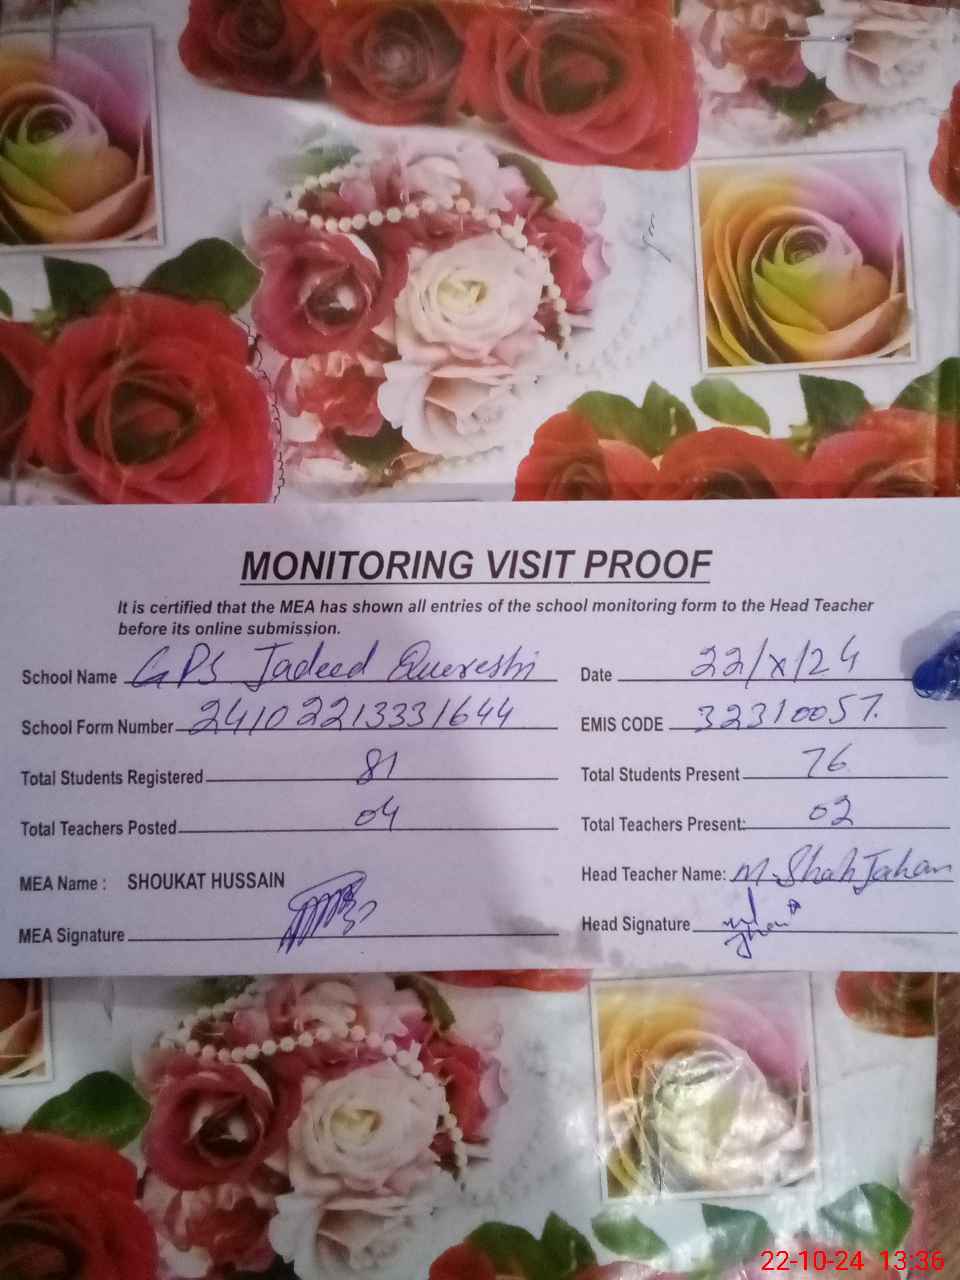 MONITORING VISIT PROOF
It is certified that the MEA has shown all entries of the school monitoring form to the Head Teacher
before its online submission.
School Name GPS Jadeed Quereshi Date 22/X/24
School Form Number 24102213331644 EMIS CODE 32310057.
Total Students Registered 81 Total Students Present 76
Total Teachers Posted 04 Total Teachers Present: 02
MEA Name : SHOUKAT HUSSAIN Head Teacher Name: M. Shah Jahan
MEA Signature Head Signature
22-10-24 13:36